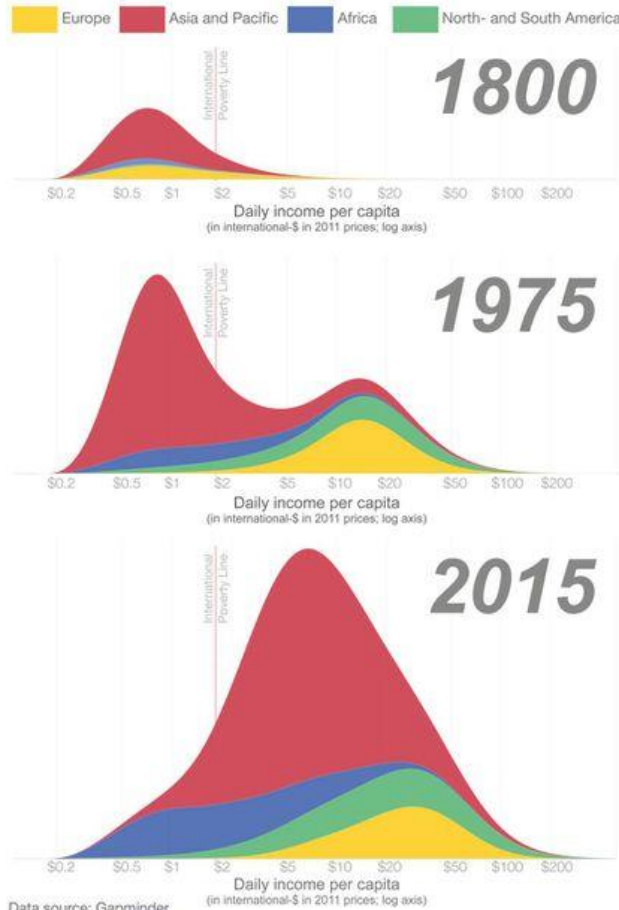 Europe Asia and Pacific Africa North- and South America
International
Poverty Line
1800
$0.2 $0.5 $1 $2 $5 $10 $20 $50 $100 $200
Daily income per capita
(in international-$ in 2011 prices; log axis)
International
Poverty Line
1975
$0.2 $0.5 $1 $2 $5 $10 $20 $50 $100 $200
Daily income per capita
(in international-$ in 2011 prices; log axis)
International
Poverty Line
2015
$0.2 $0.5 $1 $2 $5 $10 $20 $50 $100 $200
Daily income per capita
(in international-$ in 2011 prices; log axis)
Data source: Gapminder